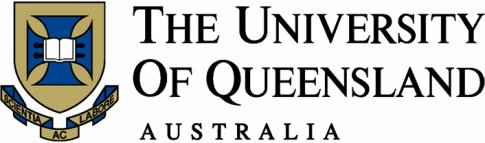 THE UNIVERSITY
OF QUEENSLAND
AUSTRALIA
SCIENTIA AC LABORE